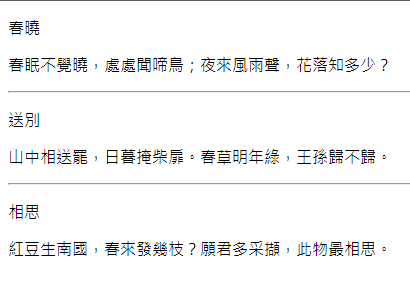 春曉
春眠不覺曉，處處聞啼鳥；夜來風雨聲，花落知多少？
送別
山中相送罷，日暮掩柴扉。春草明年綠，王孫歸不歸。
相思
紅豆生南國，春來發幾枝？願君多采擷，此物最相思。